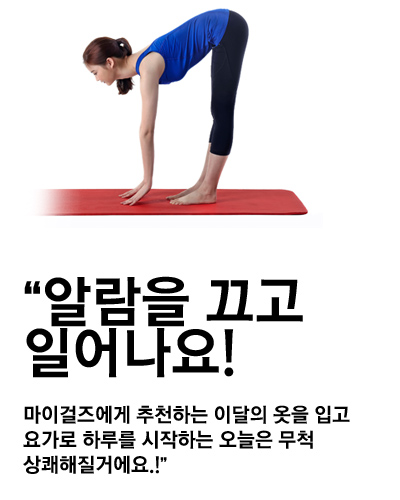 “알람을 끄고
일어나요!
마이걸즈에게 추천하는 이달의 옷을 입고
요가로 하루를 시작하는 오늘은 무척
상쾌해질거에요.!”